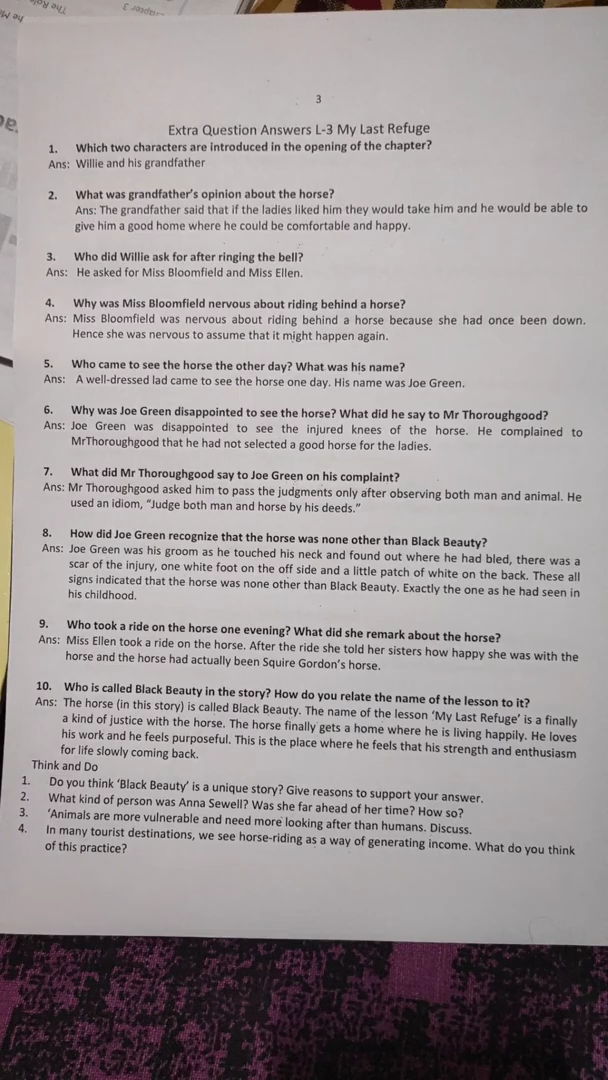 The Role
Chapter 3
3
Extra Question Answers L-3 My Last Refuge
1. Which two characters are introduced in the opening of the chapter?
Ans: Willie and his grandfather
2. What was grandfather's opinion about the horse?
Ans: The grandfather said that if the ladies liked him they would take him and he would be able to
give him a good home where he could be comfortable and happy.
3. Who did Willie ask for after ringing the bell?
Ans: He asked for Miss Bloomfield and Miss Ellen.
4. Why was Miss Bloomfield nervous about riding behind a horse?
Ans: Miss Bloomfield was nervous about riding behind a horse because she had once been down.
Hence she was nervous to assume that it might happen again.
5. Who came to see the horse the other day? What was his name?
Ans: A well-dressed lad came to see the horse one day. His name was Joe Green.
6. Why was Joe Green disappointed to see the horse? What did he say to Mr Thoroughgood?
Ans: Joe Green was disappointed to see the injured knees of the horse. He complained to
MrThoroughgood that he had not selected a good horse for the ladies.
7. What did Mr Thoroughgood say to Joe Green on his complaint?
Ans: Mr Thoroughgood asked him to pass the judgments only after observing both man and animal. He
used an idiom, "Judge both man and horse by his deeds."
8. How did Joe Green recognize that the horse was none other than Black Beauty?
Ans: Joe Green was his groom as he touched his neck and found out where he had bled, there was a
scar of the injury, one white foot on the off side and a little patch of white on the back. These all
signs indicated that the horse was none other than Black Beauty. Exactly the one as he had seen in
his childhood.
9. Who took a ride on the horse one evening? What did she remark about the horse?
Ans: Miss Ellen took a ride on the horse. After the ride she told her sisters how happy she was with the
horse and the horse had actually been Squire Gordon's horse.
10. Who is called Black Beauty in the story? How do you relate the name of the lesson to it?
Ans: The horse (in this story) is called Black Beauty. The name of the lesson 'My Last Refuge' is a finally
a kind of justice with the horse. The horse finally gets a home where he is living happily. He loves
his work and he feels purposeful. This is the place where he feels that his strength and enthusiasm
for life slowly coming back.
Think and Do
1. Do you think 'Black Beauty' is a unique story? Give reasons to support your answer.
2. What kind of person was Anna Sewell? Was she far ahead of her time? How so?
3. 'Animals are more vulnerable and need more looking after than humans. Discuss.
4. In many tourist destinations, we see horse-riding as a way of generating income. What do you think
of this practice?